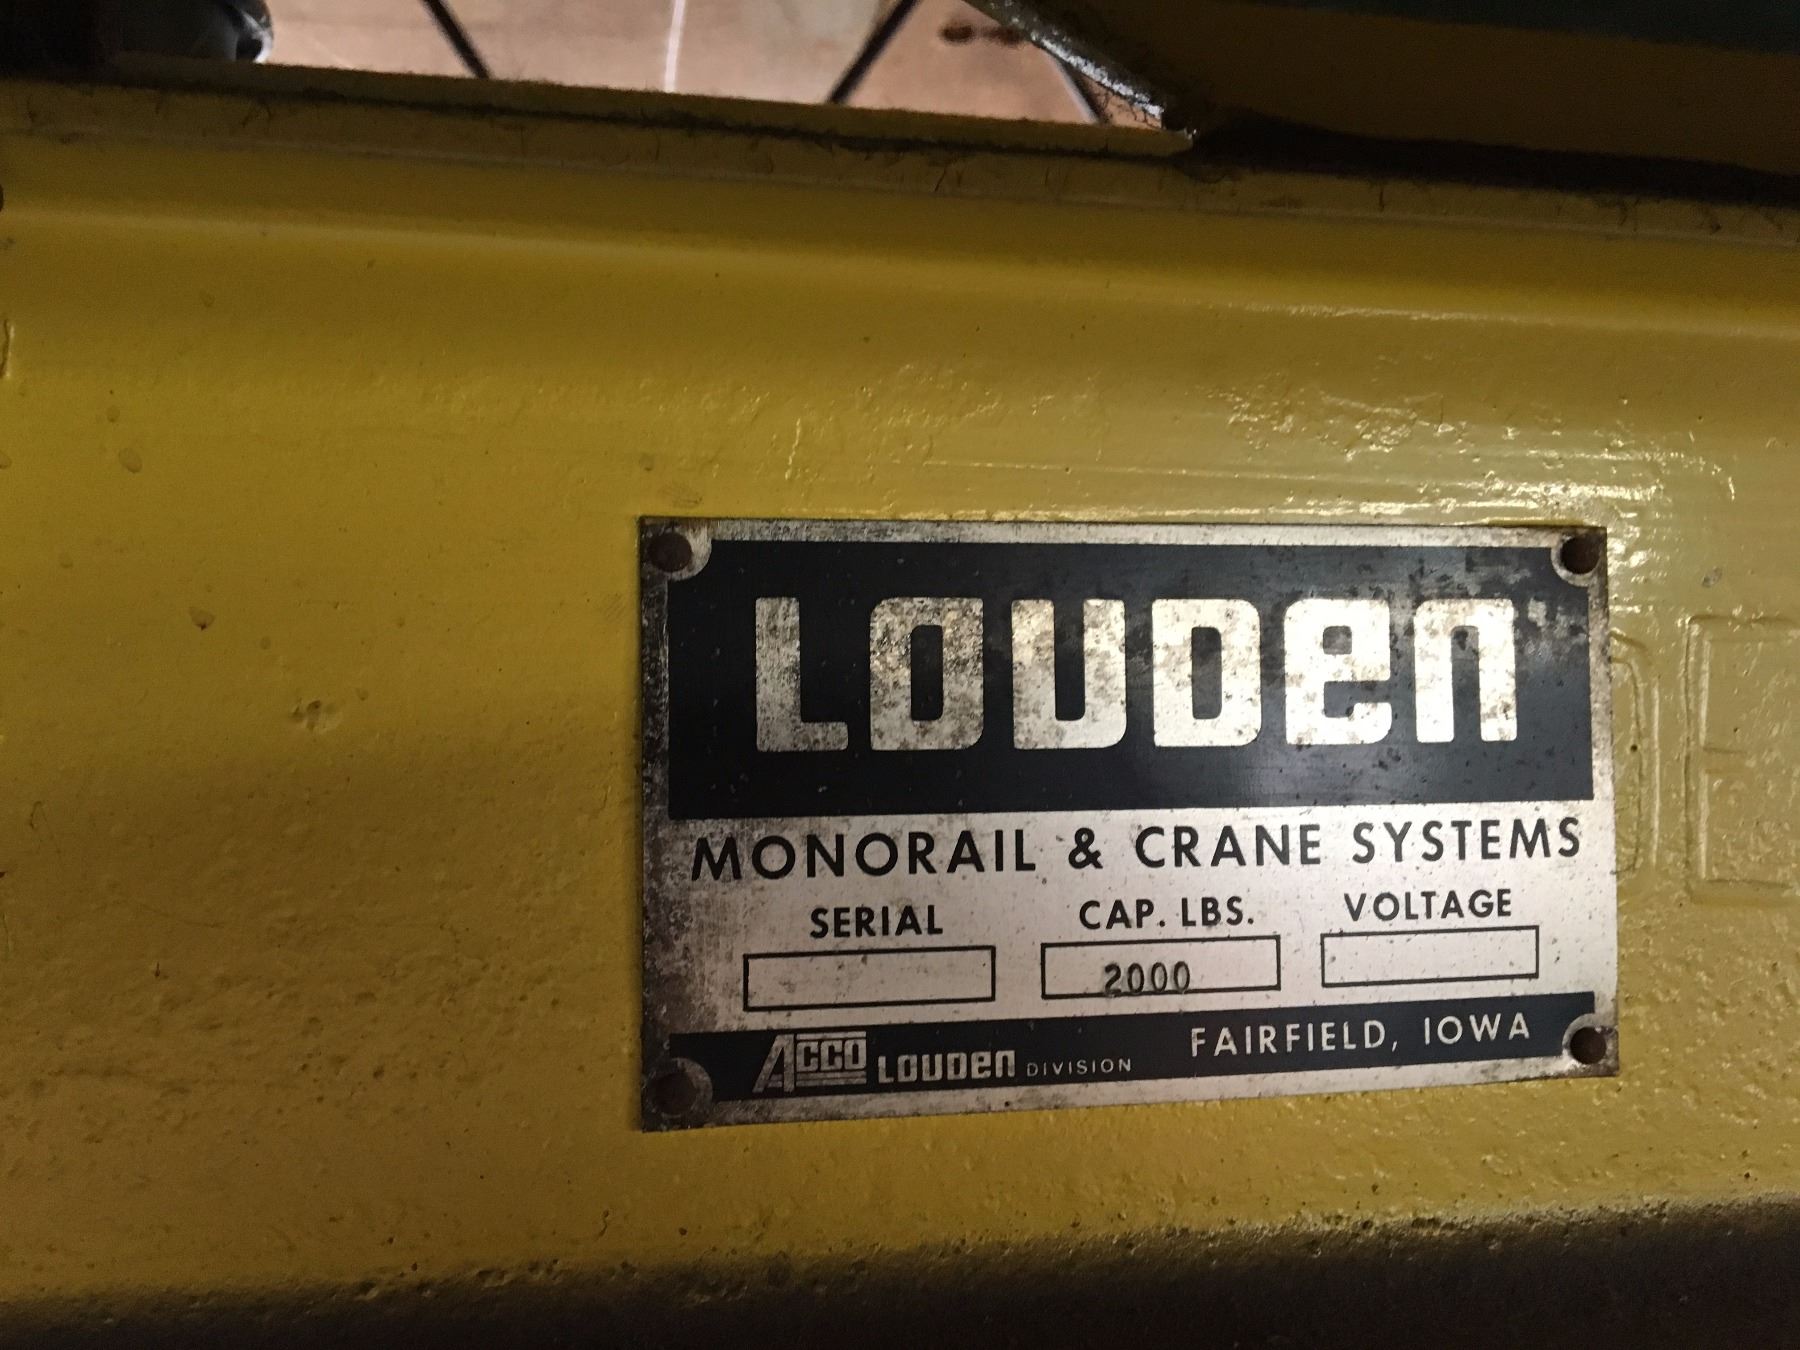 LOUDEN
MONORAIL & CRANE SYSTEMS
SERIAL CAP. LBS. VOLTAGE
2000
ACCO LOUDEN DIVISION FAIRFIELD, IOWA